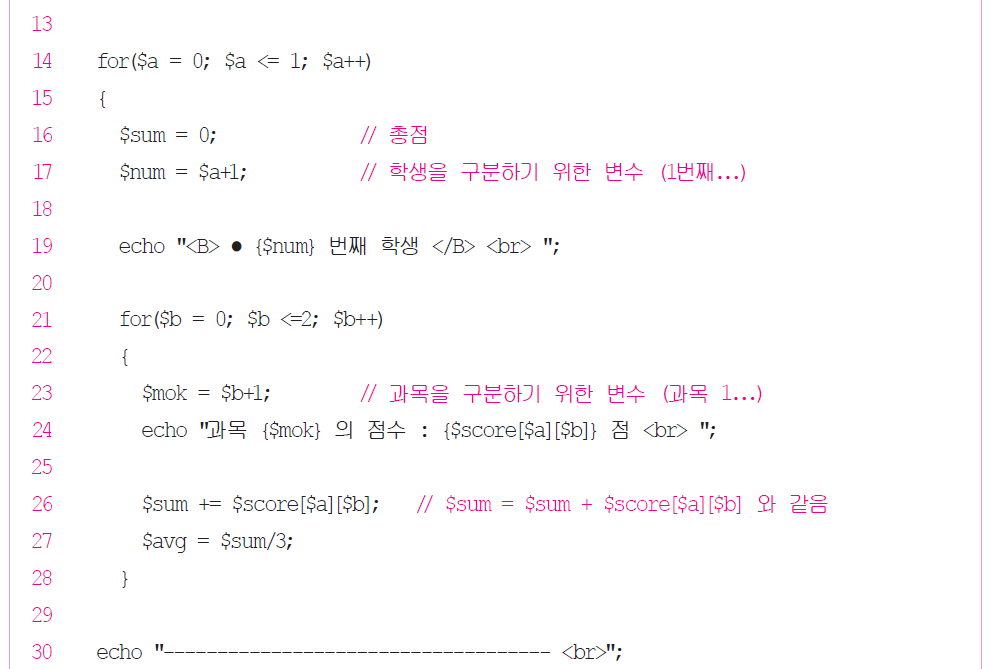 13
14 for($a = 0; $a <= 1; $a++)
15 {
16 $sum = 0; // 총점
17 $num = $a+1; // 학생을 구분하기 위한 변수 (1번째...)
18
19 echo "<B> ● {$num} 번째 학생 </B> <br> ";
20
21 for($b = 0; $b <=2; $b++)
22 {
23 $mok = $b+1; // 과목을 구분하기 위한 변수 (과목 1...)
24 echo "과목 {$mok} 의 점수 : {$score[$a][$b]} 점 <br> ";
25
26 $sum += $score[$a][$b]; // $sum = $sum + $score[$a][$b] 와 같음
27 $avg = $sum/3;
28 }
29
30 echo "------------------------------------ <br>";